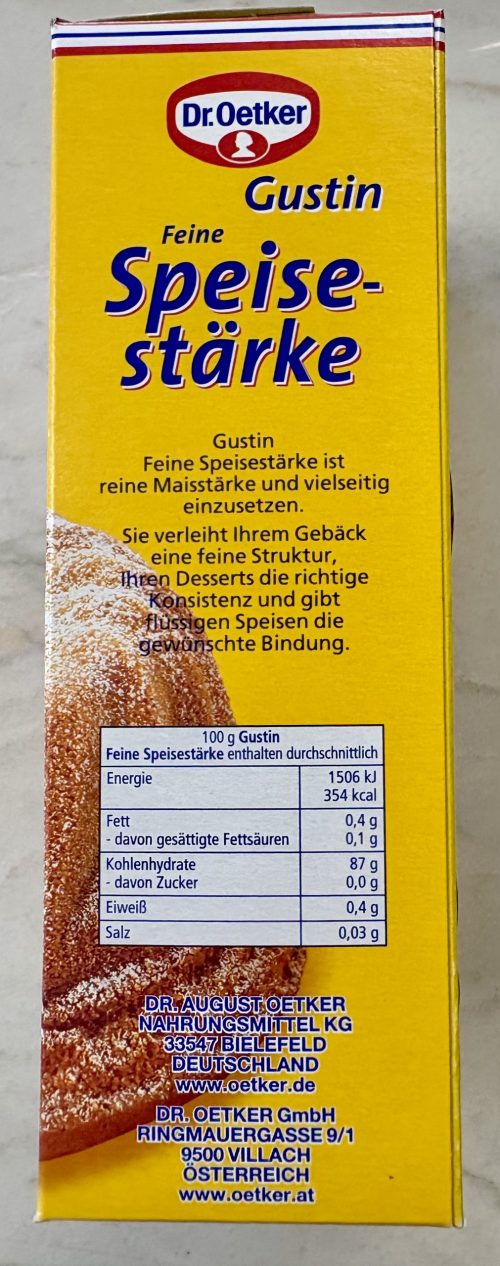 Dr.Oetker
Gustin
Feine
Speise-
stärke
Gustin
Feine Speisestärke ist
reine Maisstärke und vielseitig
einzusetzen.
Sie verleiht Ihrem Gebäck
eine feine Struktur,
Ihren Desserts die richtige
Konsistenz und gibt
flüssigen Speisen die
gewünschte Bindung.
100 g Gustin
Feine Speisestärke enthalten durchschnittlich
Energie 1506 kJ
354 kcal
Fett 0,4 g
- davon gesättigte Fettsäuren 0,1 g
Kohlenhydrate 87 g
- davon Zucker 0,0 g
Eiweiß 0,4 g
Salz 0,03 g
DR. AUGUST OETKER
NAHRUNGSMITTEL KG
33547 BIELEFELD
DEUTSCHLAND
www.oetker.de
DR. OETKER GmbH
RINGMAUERGASSE 9/1
9500 VILLACH
ÖSTERREICH
www.oetker.at